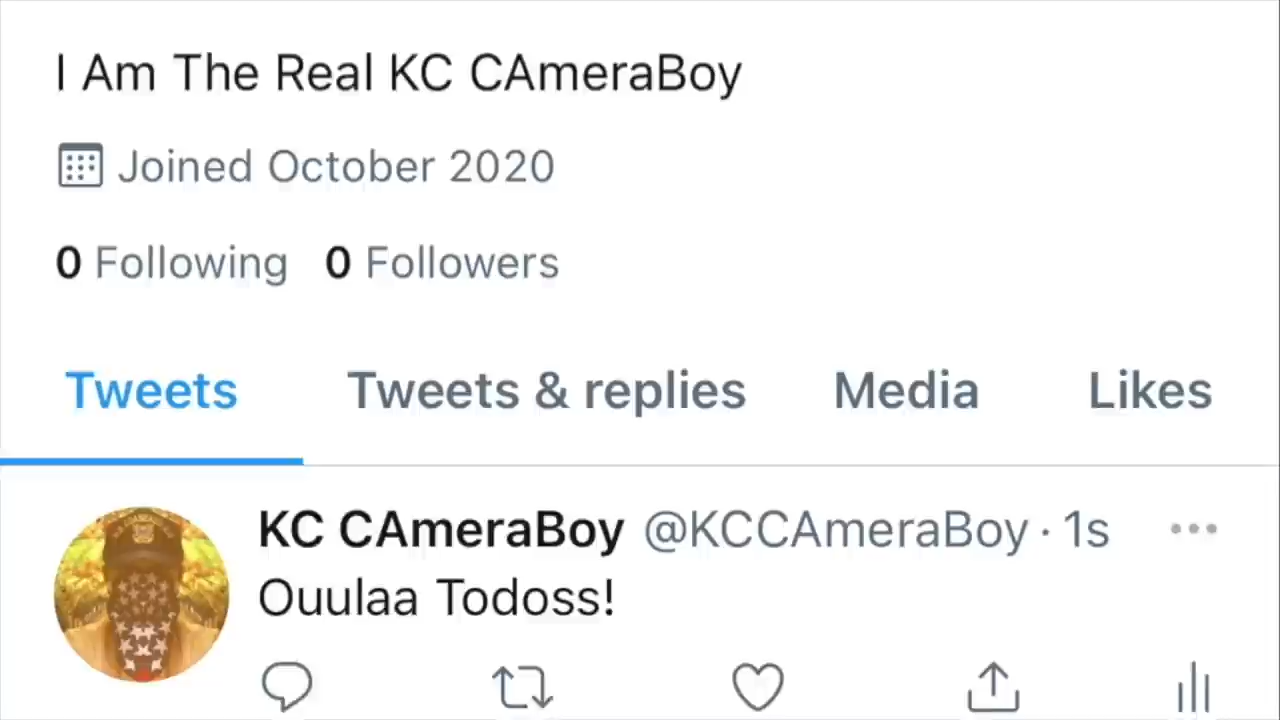 I Am The Real KC CAmeraBoy
Joined October 2020
0 Following 0 Followers
Tweets Tweets & replies Media Likes
KC CAmeraBoy @KCCAmeraBoy · 1s
Ouulaa Todoss!